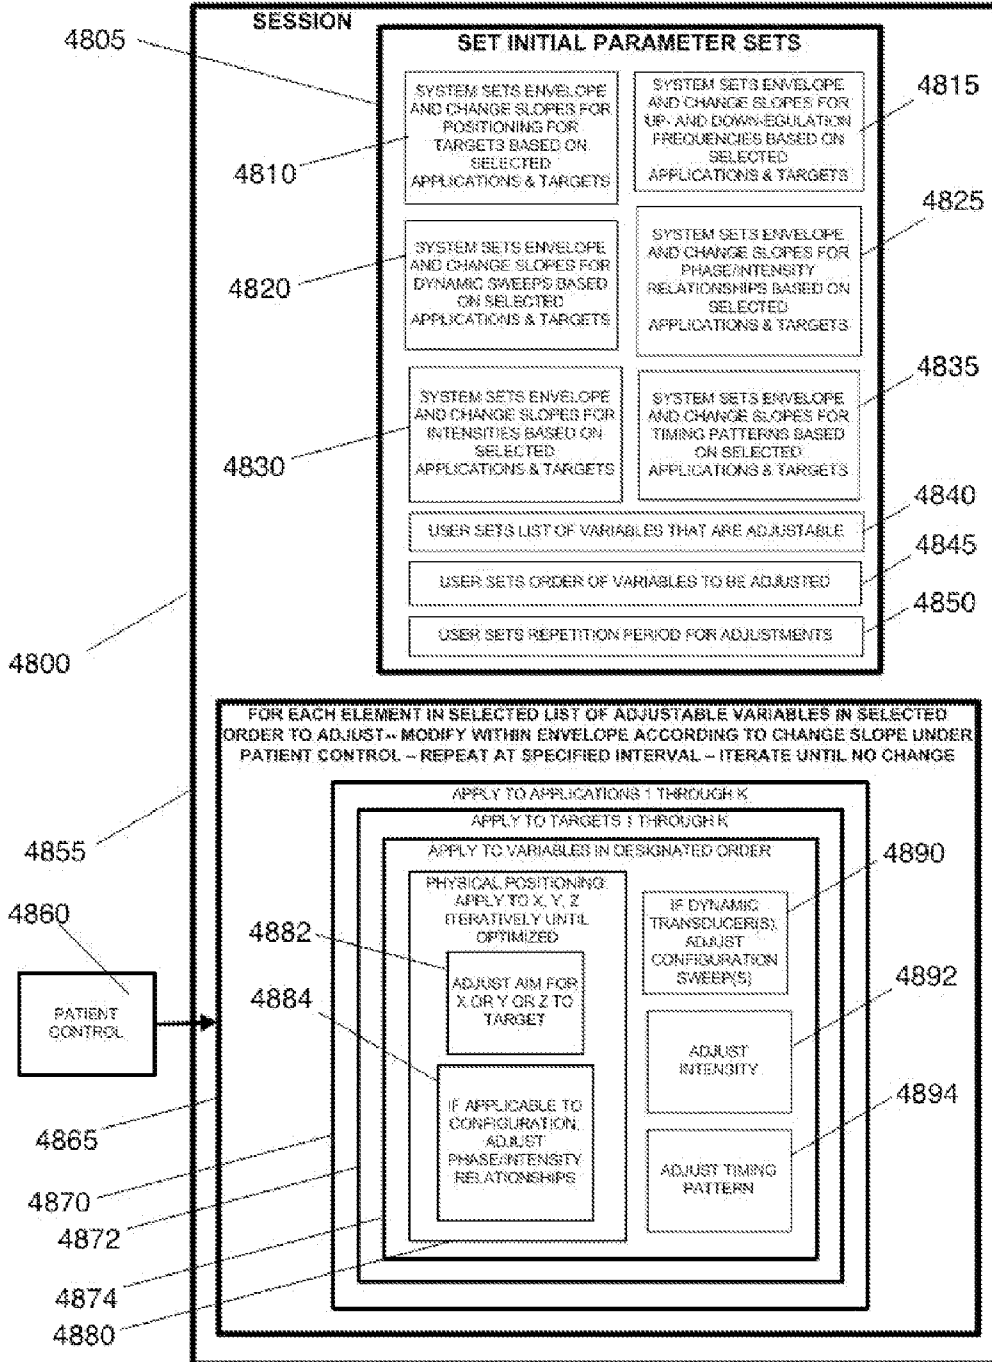 SESSION
4805
SET INITIAL PARAMETER SETS
SYSTEM SETS ENVELOPE
AND CHANGE SLOPES FOR
POSITIONING FOR
TARGETS BASED ON
SELECTED
APPLICATIONS & TARGETS
4810
SYSTEM SETS ENVELOPE
AND CHANGE SLOPES FOR
UP- AND DOWN-EGULATION
FREQUENCIES BASED ON
SELECTED
APPLICATIONS & TARGETS
4815
SYSTEM SETS ENVELOPE
AND CHANGE SLOPES FOR
DYNAMIC SWEEPS BASED
ON SELECTED
APPLICATIONS & TARGETS
4820
SYSTEM SETS ENVELOPE
AND CHANGE SLOPES FOR
PHASE/INTENSITY
RELATIONSHIPS BASED ON
SELECTED
APPLICATIONS & TARGETS
4825
SYSTEM SETS ENVELOPE
AND CHANGE SLOPES FOR
INTENSITIES BASED ON
SELECTED
APPLICATIONS & TARGETS
4830
SYSTEM SETS ENVELOPE
AND CHANGE SLOPES FOR
TIMING PATTERNS BASED
ON SELECTED
APPLICATIONS & TARGETS
4835
USER SETS LIST OF VARIABLES THAT ARE ADJUSTABLE
4840
USER SETS ORDER OF VARIABLES TO BE ADJUSTED
4845
USER SETS REPETITION PERIOD FOR ADJUSTMENTS
4850
4800
FOR EACH ELEMENT IN SELECTED LIST OF ADJUSTABLE VARIABLES IN SELECTED
ORDER TO ADJUST – MODIFY WITHIN ENVELOPE ACCORDING TO CHANGE SLOPE UNDER
PATIENT CONTROL – REPEAT AT SPECIFIED INTERVAL – ITERATE UNTIL NO CHANGE
4855
APPLY TO APPLICATIONS 1 THROUGH K
APPLY TO TARGETS 1 THROUGH K
APPLY TO VARIABLES IN DESIGNATED ORDER
4860
PATIENT
CONTROL
PHYSICAL POSITIONING
APPLY TO X, Y, Z
ITERATIVELY UNTIL
OPTIMIZED
4882
ADJUST AIM FOR
X OR Y OR Z TO
TARGET
4884
IF APPLICABLE TO
CONFIGURATION,
ADJUST
PHASE/INTENSITY
RELATIONSHIPS
IF DYNAMIC
TRANSDUCER(S),
ADJUST
CONFIGURATION
SWEEP(S)
4890
ADJUST
INTENSITY
4892
ADJUST TIMING
PATTERN
4894
4865
4870
4872
4874
4880